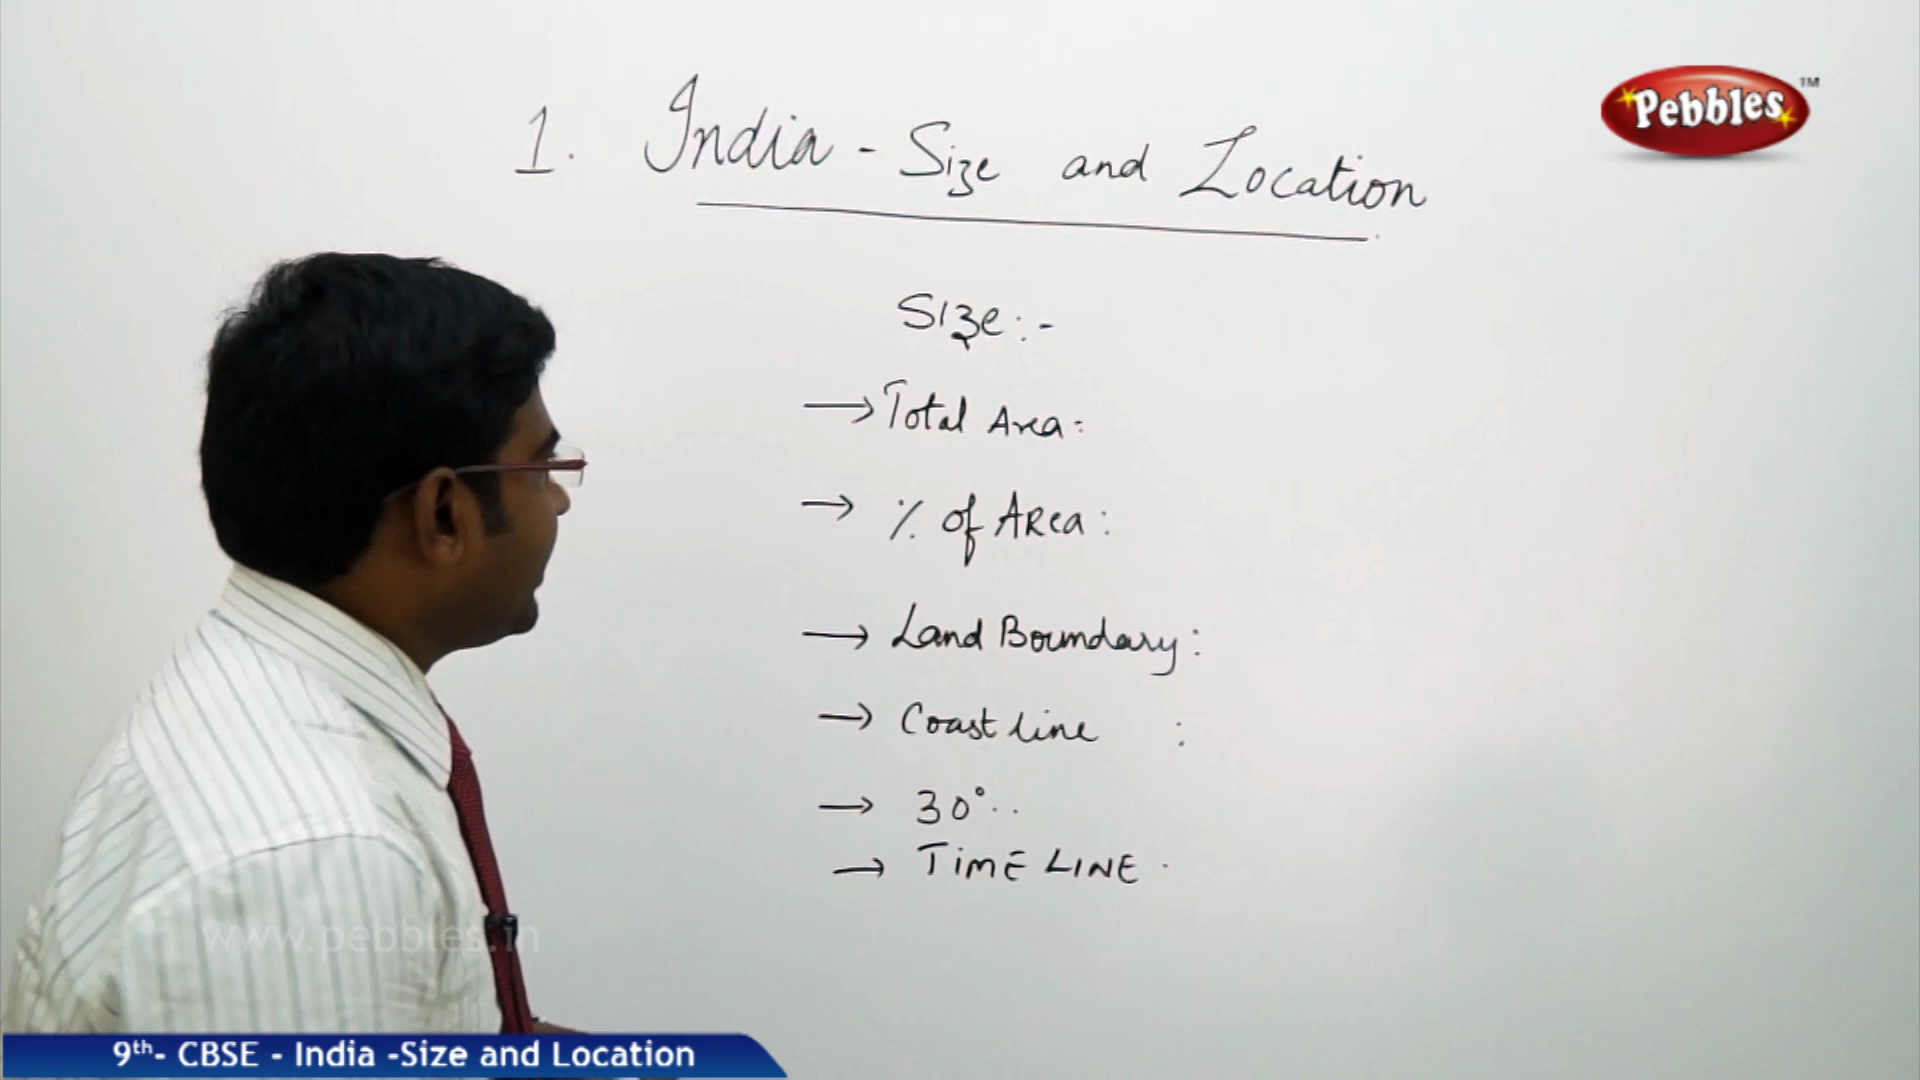 1. India - Size and Location
Pebbles™
Size:-
→ Total Area:
→ % of Area:
→ Land Boundary:
→ Coast line :
→ 30°..
→ TIME LINE .
www.pebbles.in
9th- CBSE - India -Size and Location